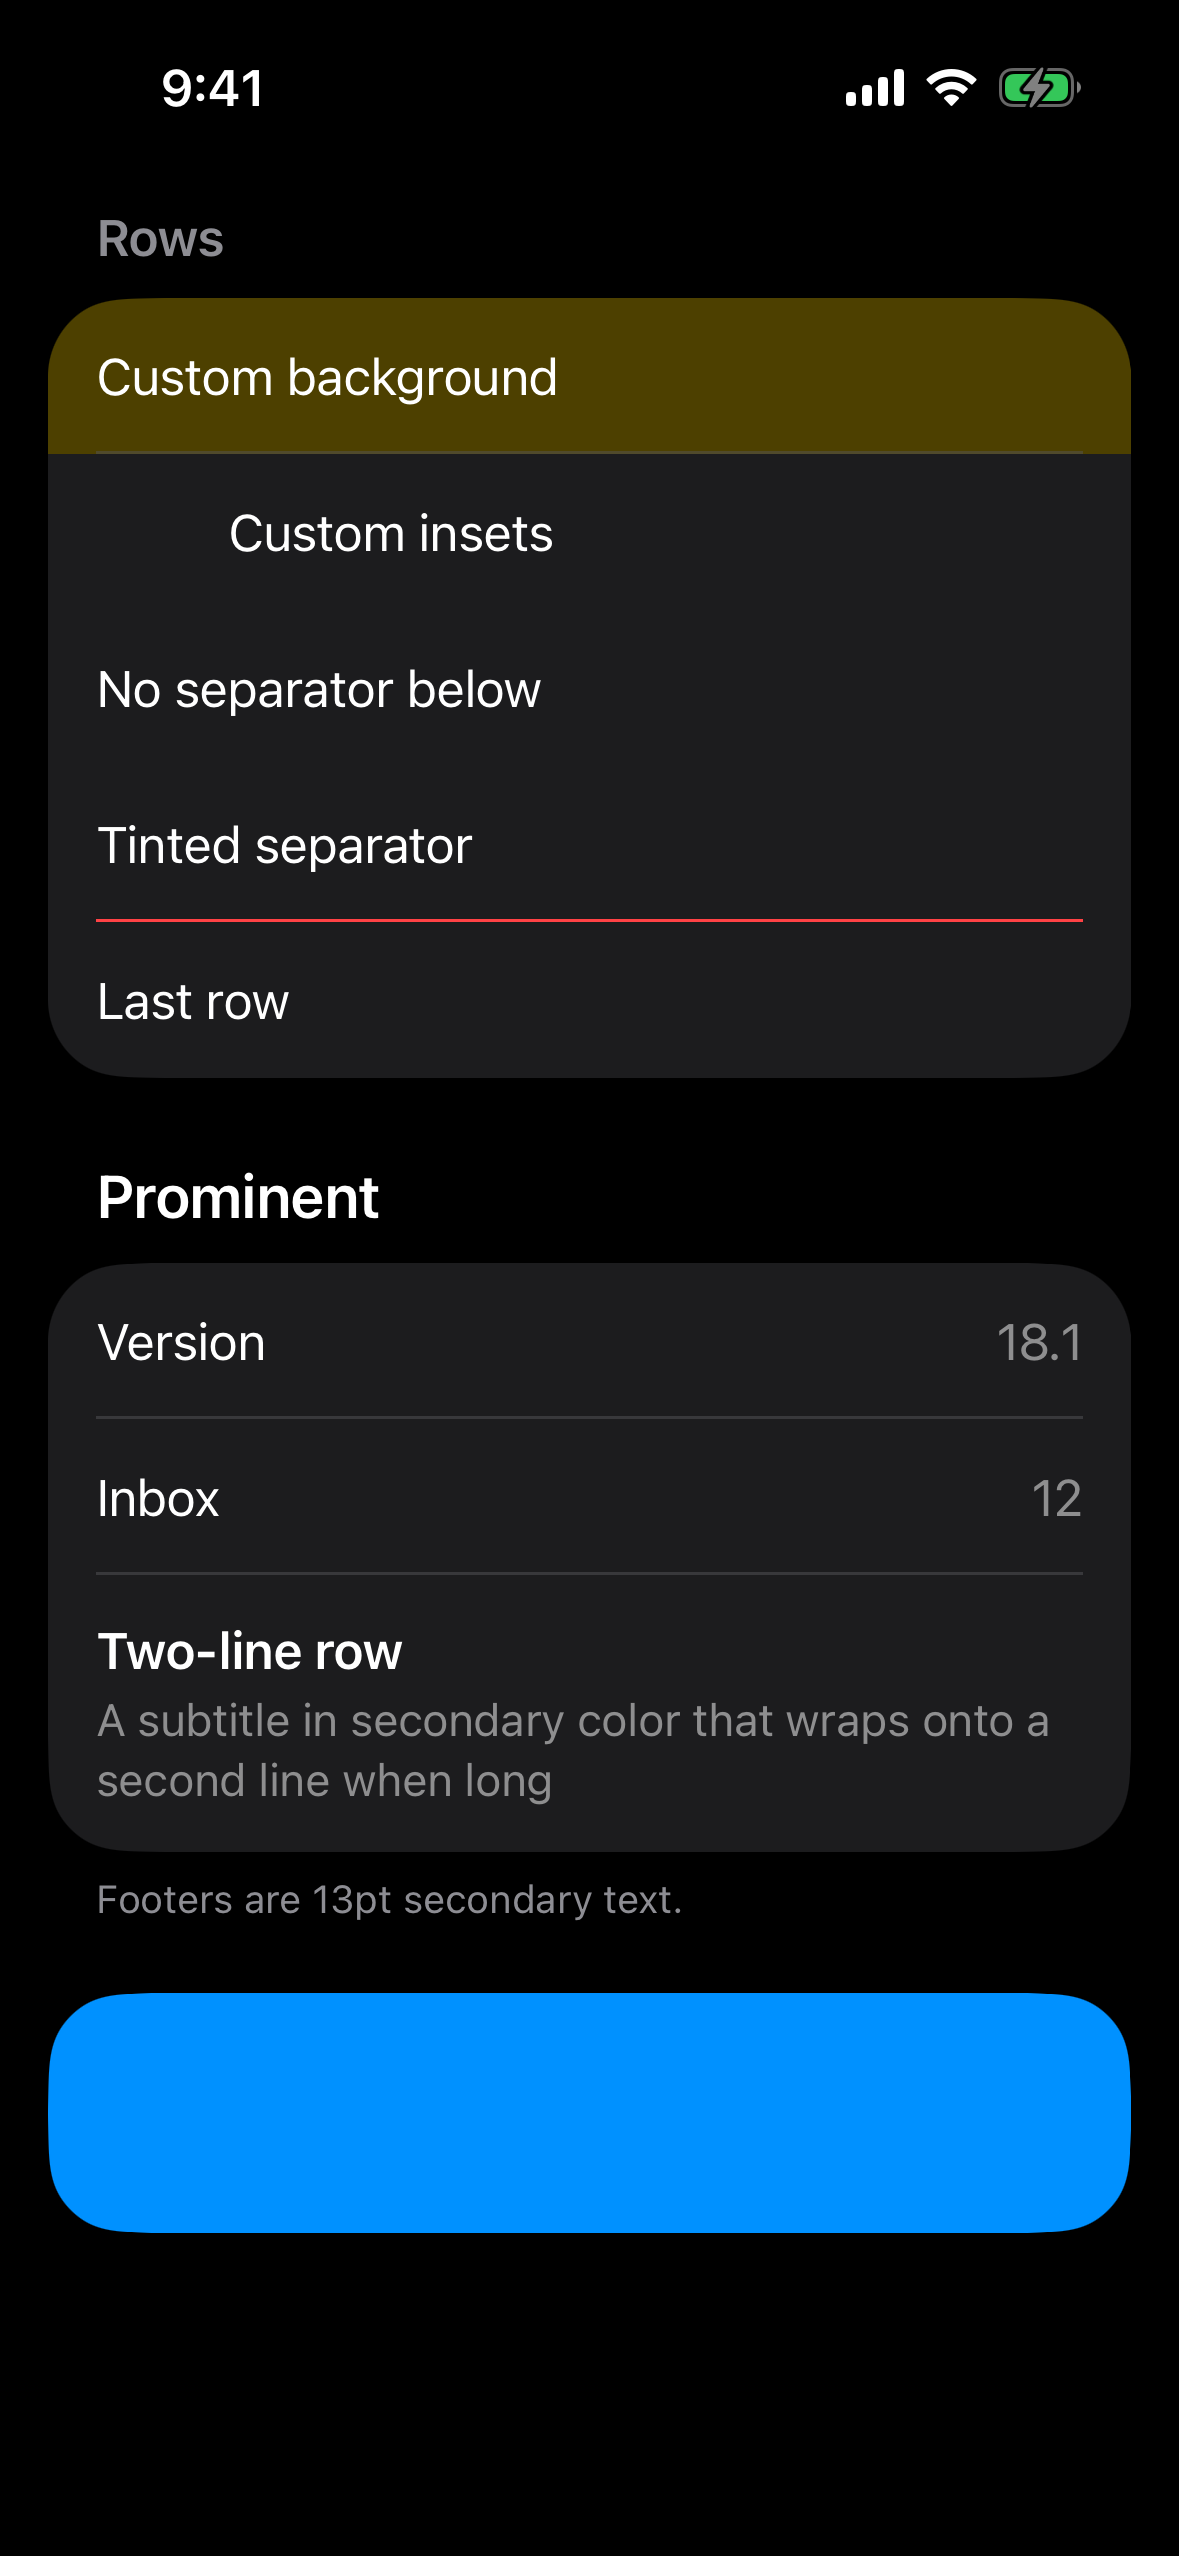 9:41
Rows
Custom background
Custom insets
No separator below
Tinted separator
Last row
Prominent
Version 18.1
Inbox 12
Two-line row
A subtitle in secondary color that wraps onto a
second line when long
Footers are 13pt secondary text.